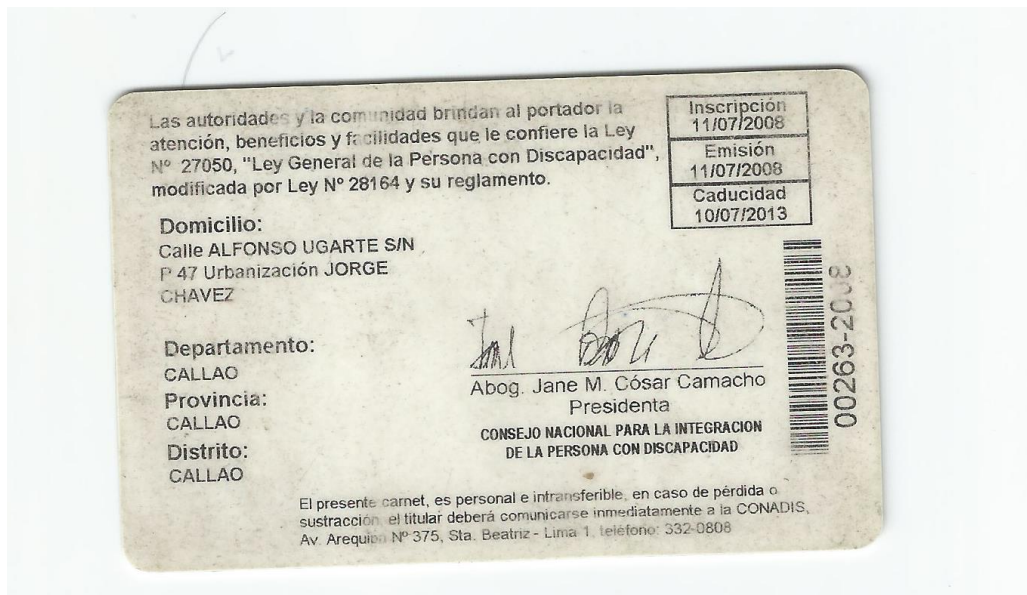 Las autoridades y la comunidad brindan al portador la
atención, beneficios y facilidades que le confiere la Ley
Nº 27050, "Ley General de la Persona con Discapacidad",
modificada por Ley Nº 28164 y su reglamento.
Inscripción
11/07/2008
Emisión
11/07/2008
Caducidad
10/07/2013
Domicilio:
Calle ALFONSO UGARTE S/N
P 47 Urbanización JORGE
CHAVEZ
Departamento:
CALLAO
Provincia:
CALLAO
Distrito:
CALLAO
Abog. Jane M. Cósar Camacho
Presidenta
CONSEJO NACIONAL PARA LA INTEGRACION
DE LA PERSONA CON DISCAPACIDAD
00263-2008
El presente carnet, es personal e intransferible, en caso de pérdida o
sustracción, el titular deberá comunicarse inmediatamente a la CONADIS,
Av. Arequipa Nº 375, Sta. Beatriz - Lima 1, teléfono: 332-0808